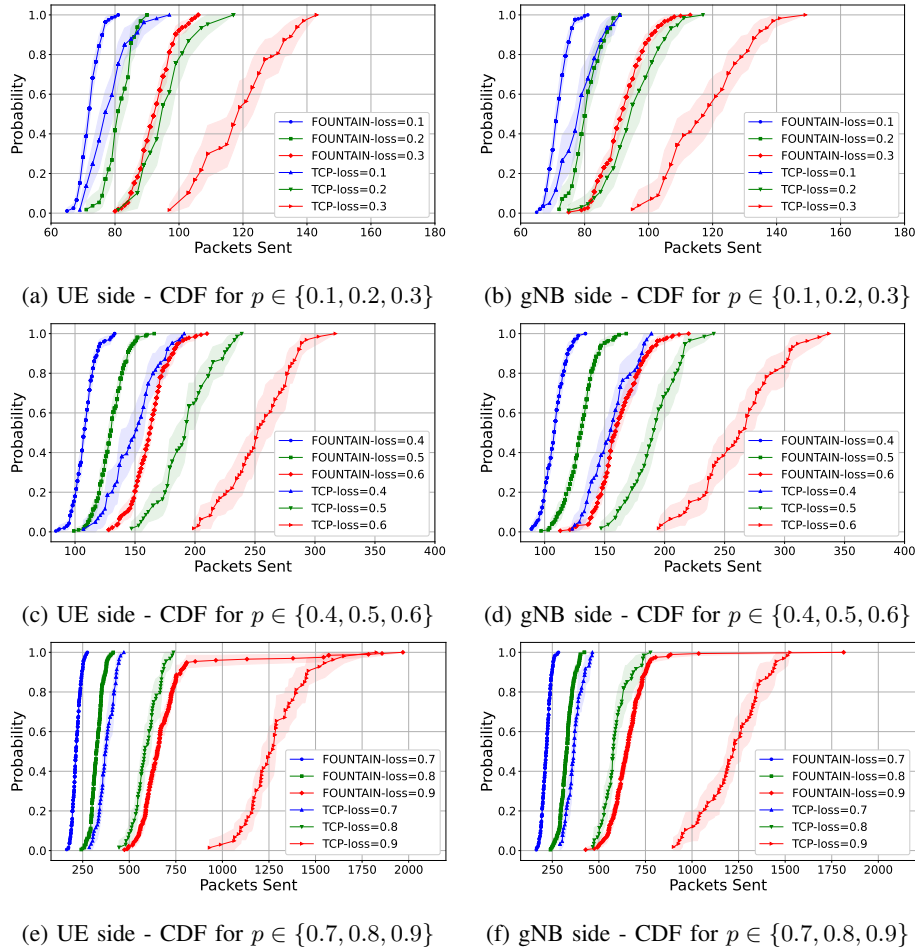 1.0
0.8
0.6
0.4
0.2
0.0
Probability
FOUNTAIN-loss=0.1
FOUNTAIN-loss=0.2
FOUNTAIN-loss=0.3
TCP-loss=0.1
TCP-loss=0.2
TCP-loss=0.3
60 80 100 120 140 160 180
Packets Sent
(a) UE side - CDF for p ∈ {0.1, 0.2, 0.3}
1.0
0.8
0.6
0.4
0.2
0.0
Probability
FOUNTAIN-loss=0.1
FOUNTAIN-loss=0.2
FOUNTAIN-loss=0.3
TCP-loss=0.1
TCP-loss=0.2
TCP-loss=0.3
60 80 100 120 140 160 180
Packets Sent
(b) gNB side - CDF for p ∈ {0.1, 0.2, 0.3}
1.0
0.8
0.6
0.4
0.2
0.0
Probability
FOUNTAIN-loss=0.4
FOUNTAIN-loss=0.5
FOUNTAIN-loss=0.6
TCP-loss=0.4
TCP-loss=0.5
TCP-loss=0.6
100 150 200 250 300 350 400
Packets Sent
(c) UE side - CDF for p ∈ {0.4, 0.5, 0.6}
1.0
0.8
0.6
0.4
0.2
0.0
Probability
FOUNTAIN-loss=0.4
FOUNTAIN-loss=0.5
FOUNTAIN-loss=0.6
TCP-loss=0.4
TCP-loss=0.5
TCP-loss=0.6
100 150 200 250 300 350 400
Packets Sent
(d) gNB side - CDF for p ∈ {0.4, 0.5, 0.6}
1.0
0.8
0.6
0.4
0.2
0.0
Probability
FOUNTAIN-loss=0.7
FOUNTAIN-loss=0.8
FOUNTAIN-loss=0.9
TCP-loss=0.7
TCP-loss=0.8
TCP-loss=0.9
250 500 750 1000 1250 1500 1750 2000
Packets Sent
(e) UE side - CDF for p ∈ {0.7, 0.8, 0.9}
1.0
0.8
0.6
0.4
0.2
0.0
Probability
FOUNTAIN-loss=0.7
FOUNTAIN-loss=0.8
FOUNTAIN-loss=0.9
TCP-loss=0.7
TCP-loss=0.8
TCP-loss=0.9
250 500 750 1000 1250 1500 1750 2000
Packets Sent
(f) gNB side - CDF for p ∈ {0.7, 0.8, 0.9}